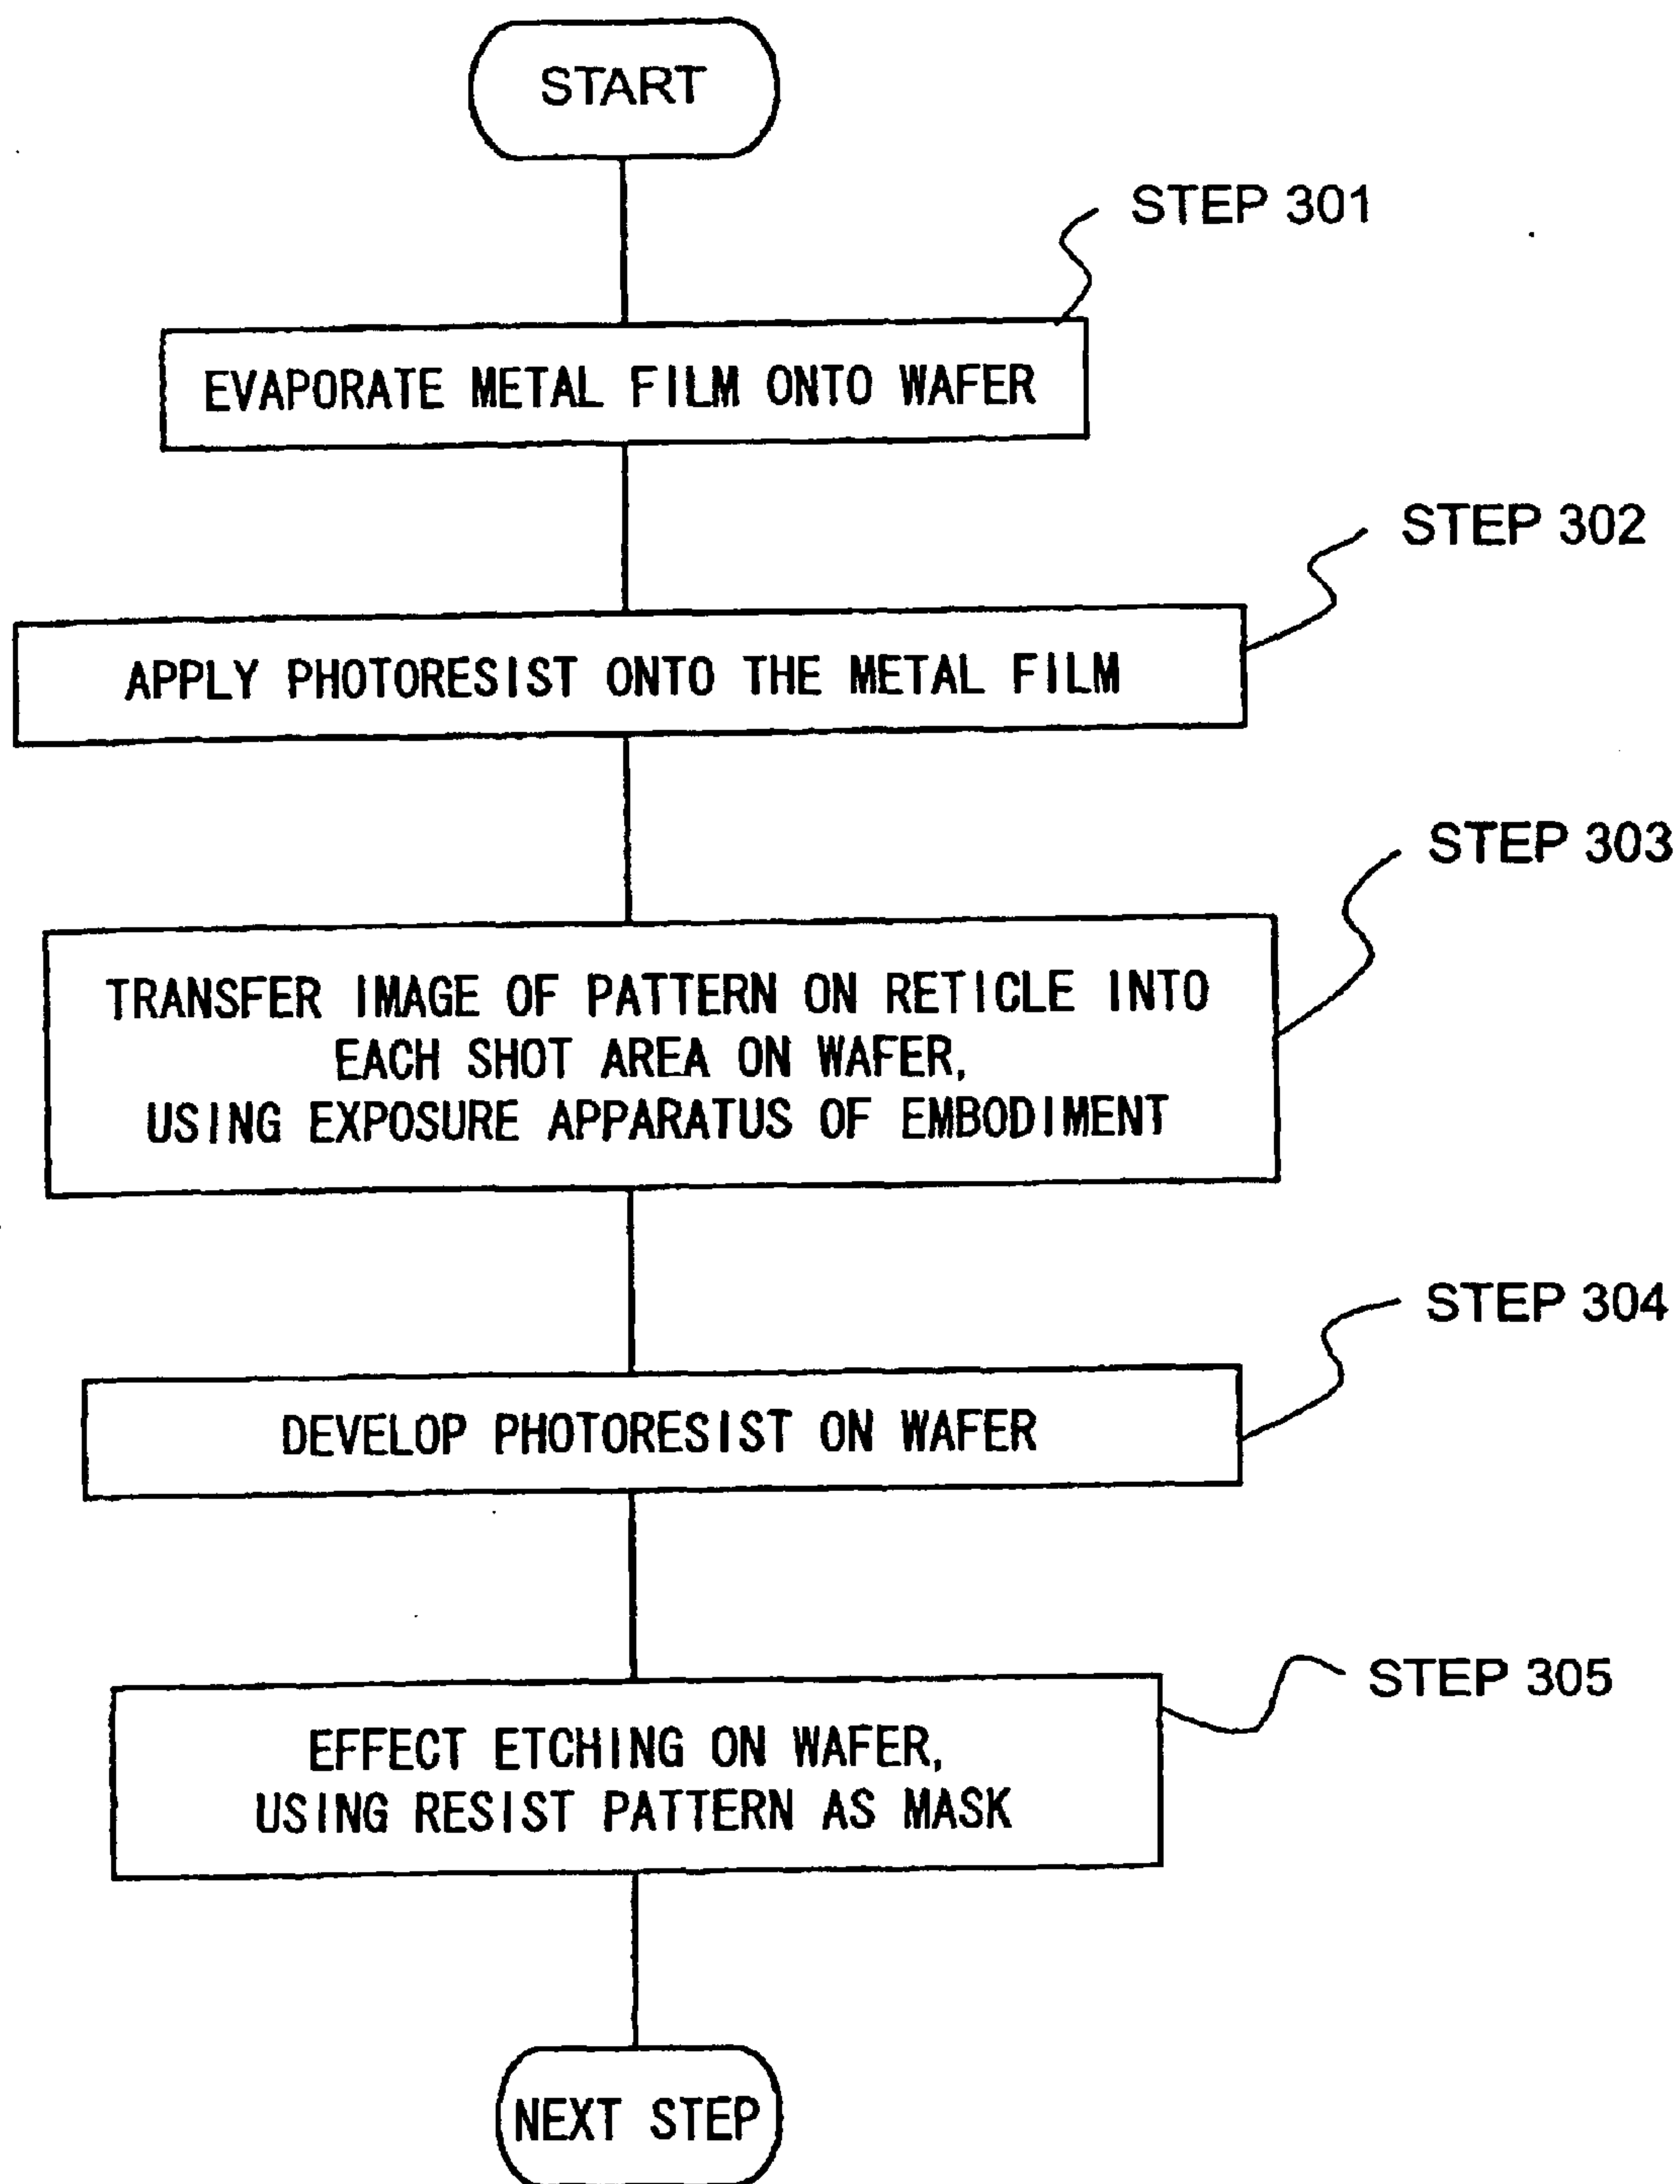 START
STEP 301
EVAPORATE METAL FILM ONTO WAFER
STEP 302
APPLY PHOTORESIST ONTO THE METAL FILM
STEP 303
TRANSFER IMAGE OF PATTERN ON RETICLE INTO
EACH SHOT AREA ON WAFER,
USING EXPOSURE APPARATUS OF EMBODIMENT
STEP 304
DEVELOP PHOTORESIST ON WAFER
STEP 305
EFFECT ETCHING ON WAFER,
USING RESIST PATTERN AS MASK
NEXT STEP